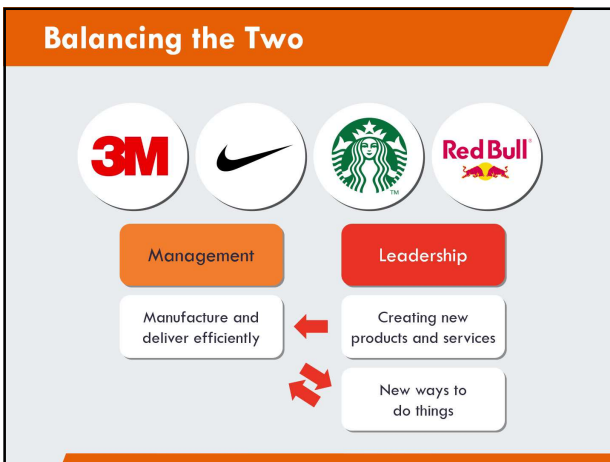 Balancing the Two
3M
TM
Red Bull®
Management
Leadership
Manufacture and
deliver efficiently
Creating new
products and services
New ways to
do things